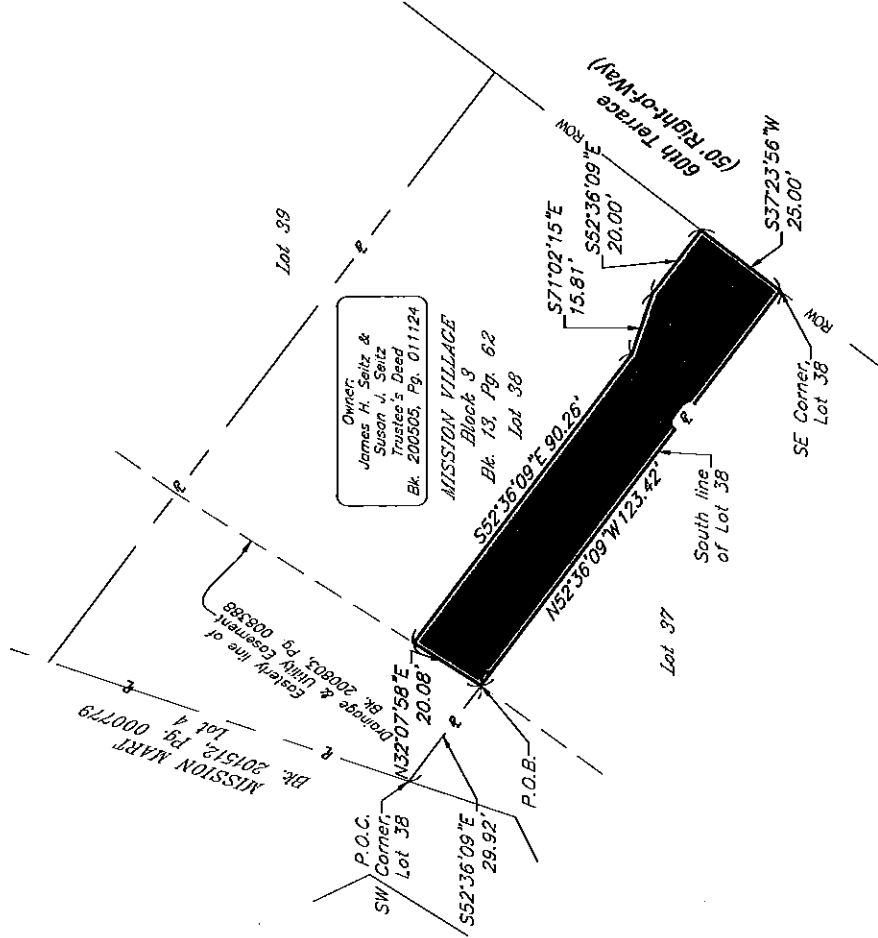 Lot 39
60th Terrace
(50' Right-of-Way)
ROW
S71°02'15"E
15.81'
S52°36'09"E
20.00'
S37°23'56"W
25.00'
ROW
SE Corner,
Lot 38
Owner:
James H. Seitz &
Susan J. Seitz
Trustee's Deed
Bk. 200505, Pg. 011124
MISSION VILLAGE
Block 3
Bk. 13, Pg. 62
Lot 38
S52°36'09"E 90.26'
N52°36'09"W 123.42'
South line
of Lot 38
Lot 37
Easterly line of
Drainage & Utility Easement
Bk. 200803, Pg. 008388
N32°07'58"E
20.08'
MISSION MART
Bk. 201512, Pg. 000779
Lot 4
P.O.C.
SW Corner,
Lot 38
S52°36'09"E
29.92'
P.O.B.